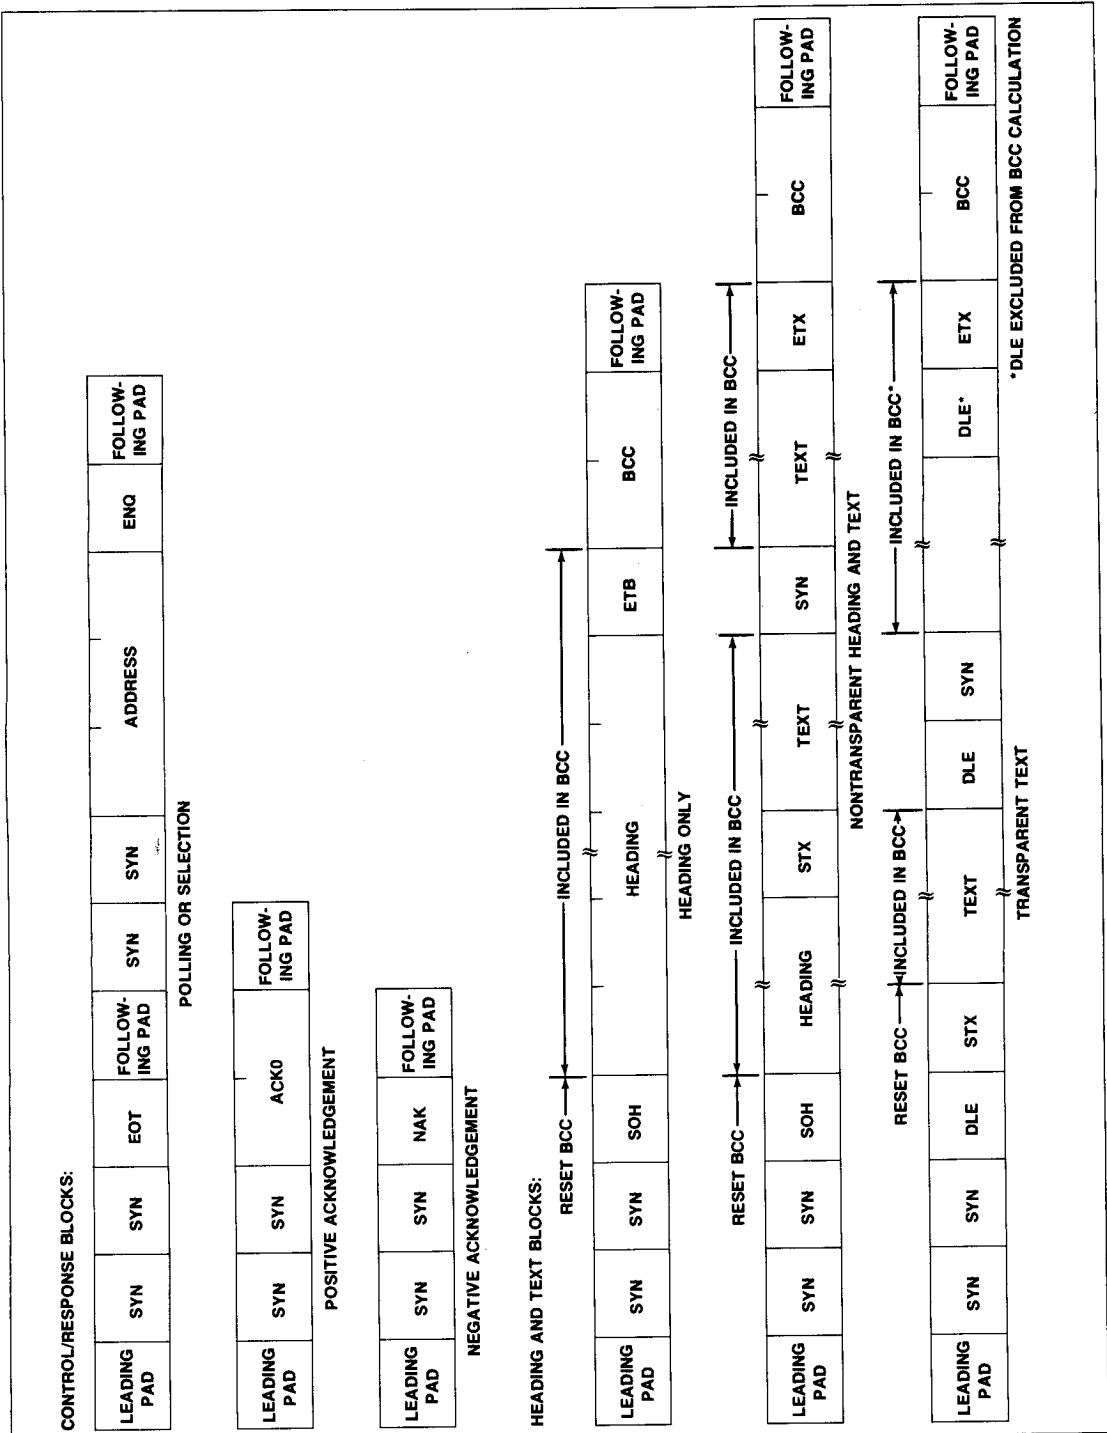 CONTROL/RESPONSE BLOCKS:
LEADING PAD SYN SYN EOT FOLLOW-ING PAD SYN SYN ADDRESS ENQ FOLLOW-ING PAD
POLLING OR SELECTION
LEADING PAD SYN SYN ACK0 FOLLOW-ING PAD
POSITIVE ACKNOWLEDGEMENT
LEADING PAD SYN SYN NAK FOLLOW-ING PAD
NEGATIVE ACKNOWLEDGEMENT
HEADING AND TEXT BLOCKS:
RESET BCC INCLUDED IN BCC
LEADING PAD SYN SYN SOH HEADING ETB BCC FOLLOW-ING PAD
HEADING ONLY
RESET BCC INCLUDED IN BCC INCLUDED IN BCC
LEADING PAD SYN SYN SOH HEADING STX TEXT SYN TEXT ETX BCC FOLLOW-ING PAD
NONTRANSPARENT HEADING AND TEXT
RESET BCC INCLUDED IN BCC INCLUDED IN BCC*
LEADING PAD SYN SYN DLE STX TEXT DLE SYN DLE* ETX BCC FOLLOW-ING PAD
TRANSPARENT TEXT
*DLE EXCLUDED FROM BCC CALCULATION